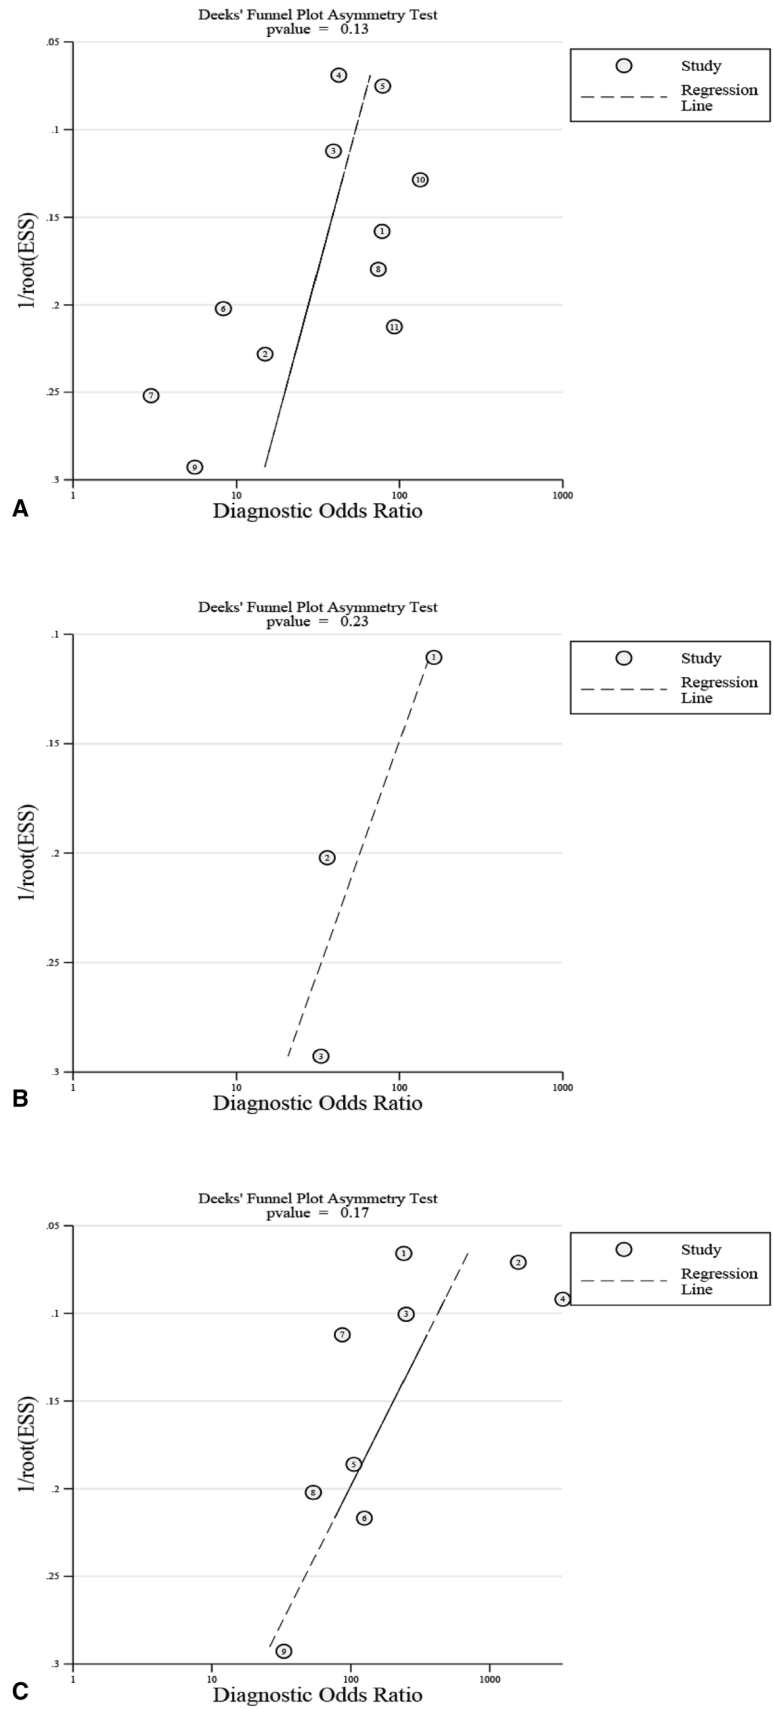 Deeks' Funnel Plot Asymmetry Test
pvalue = 0.13
.05
.1
.15
.2
.25
.3
1/root(ESS)
4
5
3
10
1
8
6
11
2
7
9
1
10
100
1000
Diagnostic Odds Ratio
Study
Regression
Line
A
Deeks' Funnel Plot Asymmetry Test
pvalue = 0.23
.1
.15
.2
.25
.3
1/root(ESS)
1
2
3
1
10
100
1000
Diagnostic Odds Ratio
Study
Regression
Line
B
Deeks' Funnel Plot Asymmetry Test
pvalue = 0.17
.05
.1
.15
.2
.25
.3
1/root(ESS)
1
2
4
3
7
5
8
6
9
1
10
100
1000
Diagnostic Odds Ratio
Study
Regression
Line
C